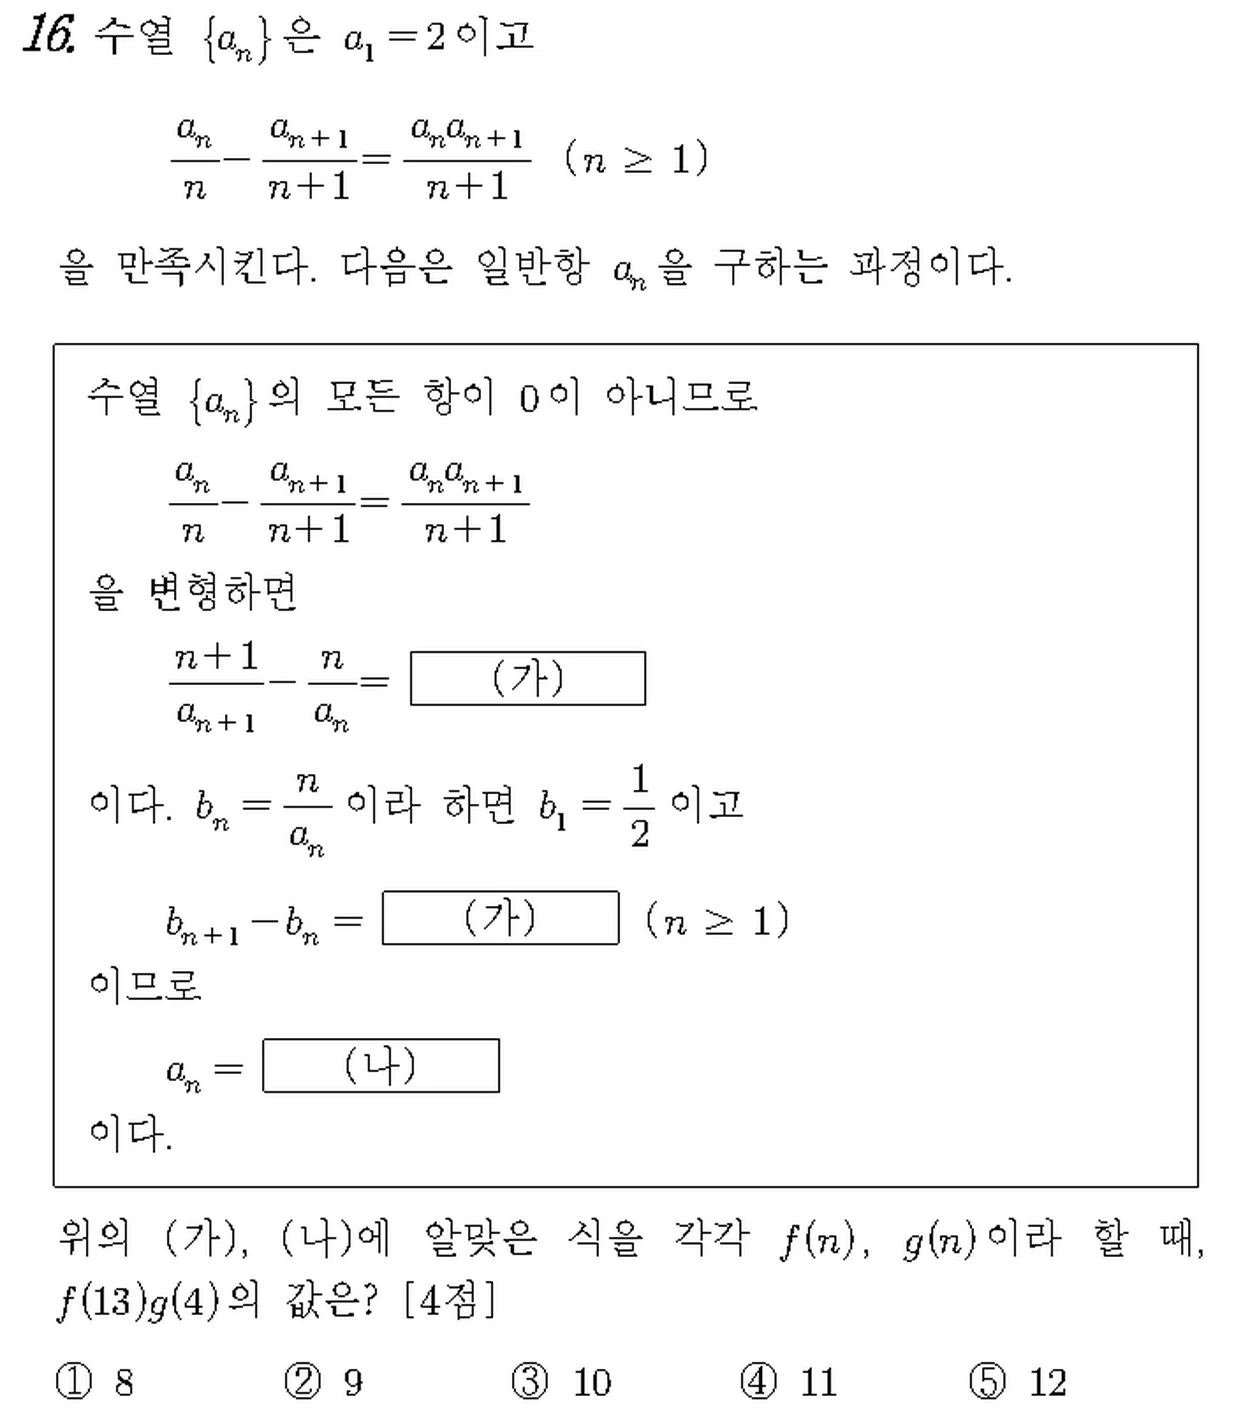 16. 수열 {aₙ}은 a₁ = 2이고
aₙ/n − aₙ₊₁/(n+1) = aₙaₙ₊₁/(n+1) (n ≥ 1)
을 만족시킨다. 다음은 일반항 aₙ을 구하는 과정이다.
수열 {aₙ}의 모든 항이 0이 아니므로
aₙ/n − aₙ₊₁/(n+1) = aₙaₙ₊₁/(n+1)
을 변형하면
(n+1)/aₙ₊₁ − n/aₙ = (가)
이다. bₙ = n/aₙ 이라 하면 b₁ = 1/2 이고
bₙ₊₁ − bₙ = (가) (n ≥ 1)
이므로
aₙ = (나)
이다.
위의 (가), (나)에 알맞은 식을 각각 f(n), g(n)이라 할 때,
f(13)g(4)의 값은? [4점]
① 8 ② 9 ③ 10 ④ 11 ⑤ 12